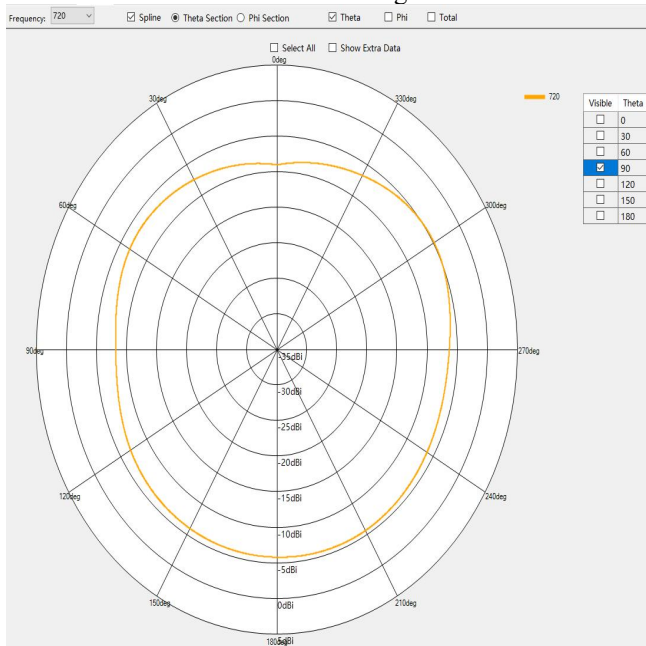 Frequency: 720 Spline Theta Section Phi Section Theta Phi Total
Select All Show Extra Data
0deg
30deg 330deg
720
Visible Theta
0
30
60
90
120
150
180
60deg 300deg
90deg 270deg
-35dBi
-30dBi
-25dBi
-20dBi
-15dBi
120deg 240deg
-10dBi
-5dBi
150deg 210deg
0dBi
180deg 5dBi